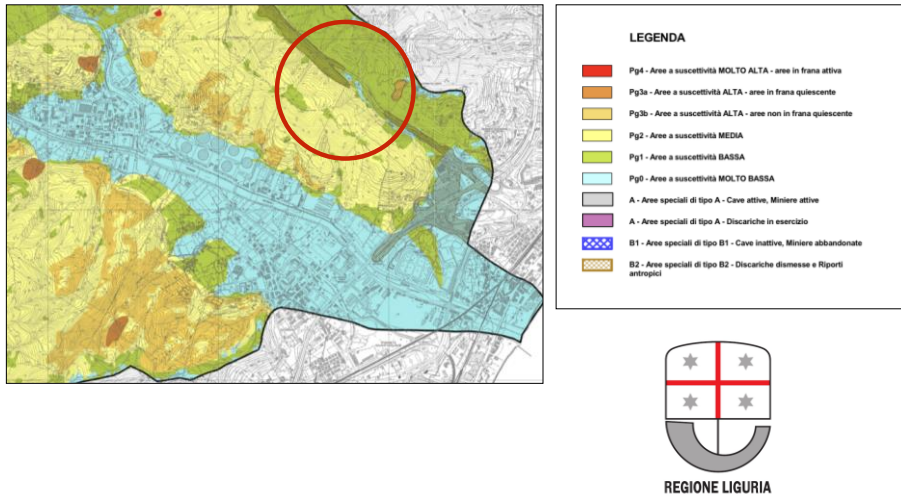 LEGENDA
Pg4 - Aree a suscettività MOLTO ALTA - aree in frana attiva
Pg3a - Aree a suscettività ALTA - aree in frana quiescente
Pg3b - Aree a suscettività ALTA - aree non in frana quiescente
Pg2 - Aree a suscettività MEDIA
Pg1 - Aree a suscettività BASSA
Pg0 - Aree a suscettività MOLTO BASSA
A - Aree speciali di tipo A - Cave attive, Miniere attive
A - Aree speciali di tipo A - Discariche in esercizio
B1 - Aree speciali di tipo B1 - Cave inattive, Miniere abbandonate
B2 - Aree speciali di tipo B2 - Discariche dismesse e Riporti
antropici
REGIONE LIGURIA